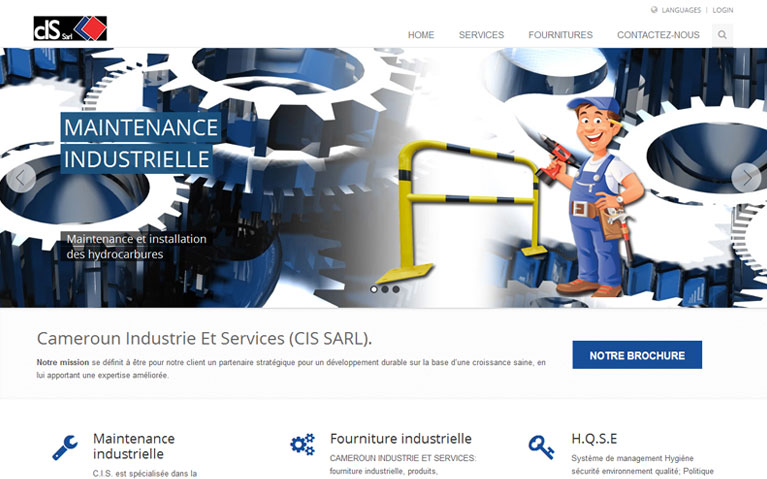 LANGUAGES | LOGIN
CIS Sarl
HOME SERVICES FOURNITURES CONTACTEZ-NOUS
MAINTENANCE
INDUSTRIELLE
Maintenance et installation
des hydrocarbures
Cameroun Industrie Et Services (CIS SARL).
Notre mission se définit à être pour notre client un partenaire stratégique pour un développement durable sur la base d'une croissance saine, en
lui apportant une expertise améliorée.
NOTRE BROCHURE
Maintenance
industrielle
C.I.S. est spécialisée dans la
Fourniture industrielle
CAMEROUN INDUSTRIE ET SERVICES:
fourniture industrielle, produits,
H.Q.S.E
Système de management Hygiéne
sécurité environnement qualité; Politique